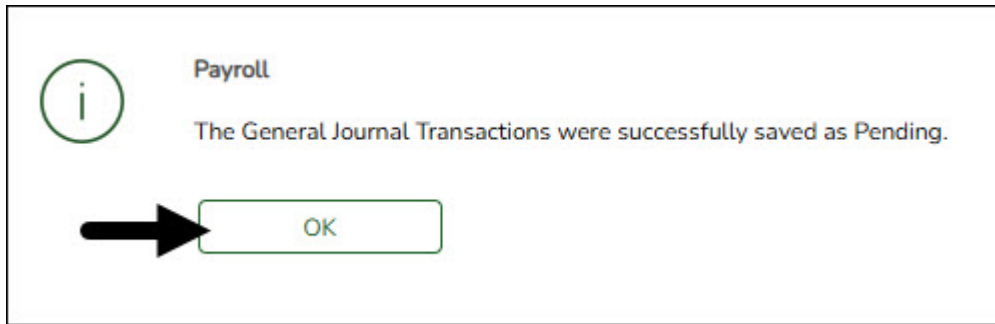 Payroll
The General Journal Transactions were successfully saved as Pending.
OK